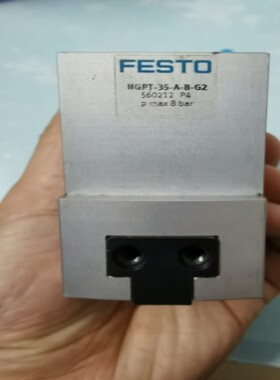 FESTO
HGPT-35-A-B-G2
560212 P4
p max 8 bar